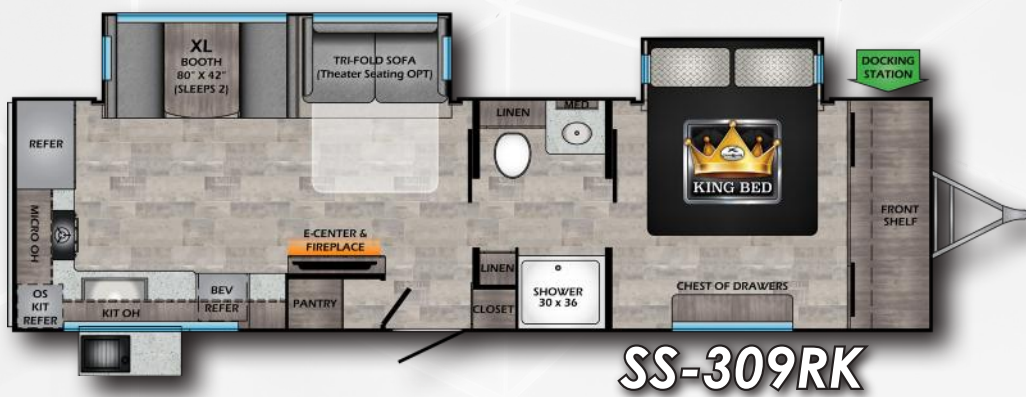 XL
BOOTH
80" X 42"
(SLEEPS 2)
TRI-FOLD SOFA
(Theater Seating OPT)
DOCKING
STATION
REFER
LINEN
MED
KING BED
MICRO OH
FRONT
SHELF
E-CENTER &
FIREPLACE
LINEN
SHOWER
30 x 36
CHEST OF DRAWERS
OS
KIT
REFER
KIT OH
BEV
REFER
PANTRY
CLOSET
SS-309RK